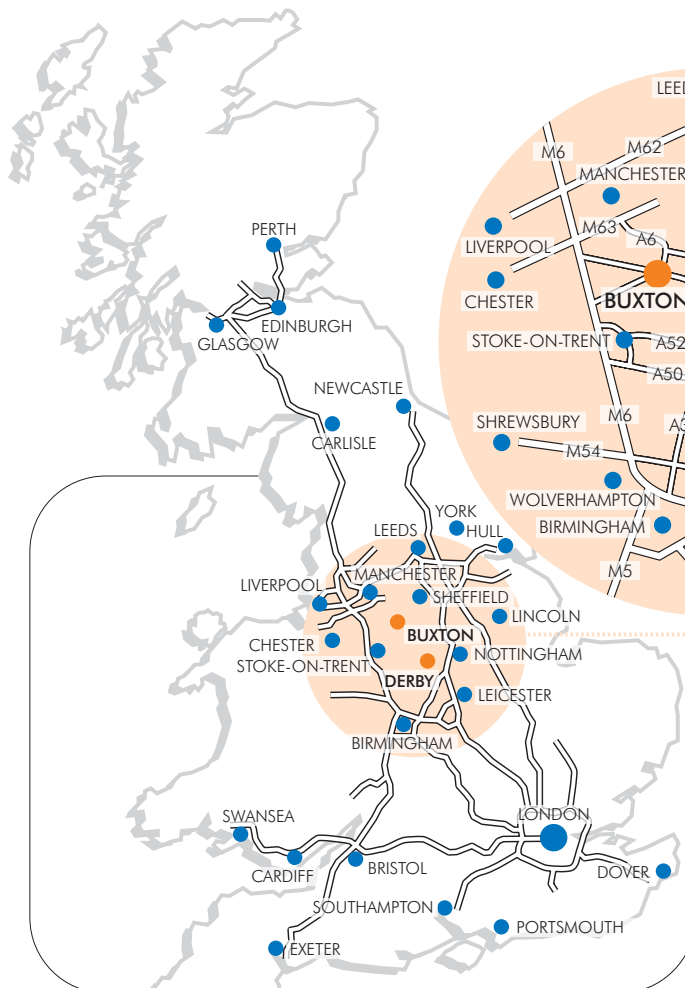 LEED
M6
M62
MANCHESTER
M63
LIVERPOOL
A6
CHESTER
BUXTON
STOKE-ON-TRENT
A52
A50
M6
SHREWSBURY
A3
M54
WOLVERHAMPTON
BIRMINGHAM
M5
PERTH
EDINBURGH
GLASGOW
NEWCASTLE
CARLISLE
YORK
HULL
LEEDS
MANCHESTER
LIVERPOOL
SHEFFIELD
LINCOLN
BUXTON
CHESTER
STOKE-ON-TRENT
NOTTINGHAM
DERBY
LEICESTER
BIRMINGHAM
SWANSEA
LONDON
CARDIFF
BRISTOL
DOVER
SOUTHAMPTON
PORTSMOUTH
EXETER